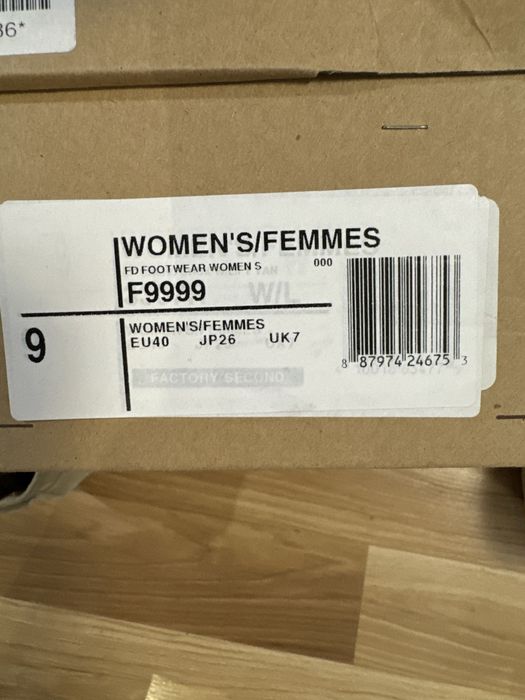 36*
WOMEN'S/FEMMES
FD FOOTWEAR WOMEN S 000
F9999
W/L
9
WOMEN'S/FEMMES
EU40 JP26 UK7
FACTORY SECOND
8 87974 24675 3